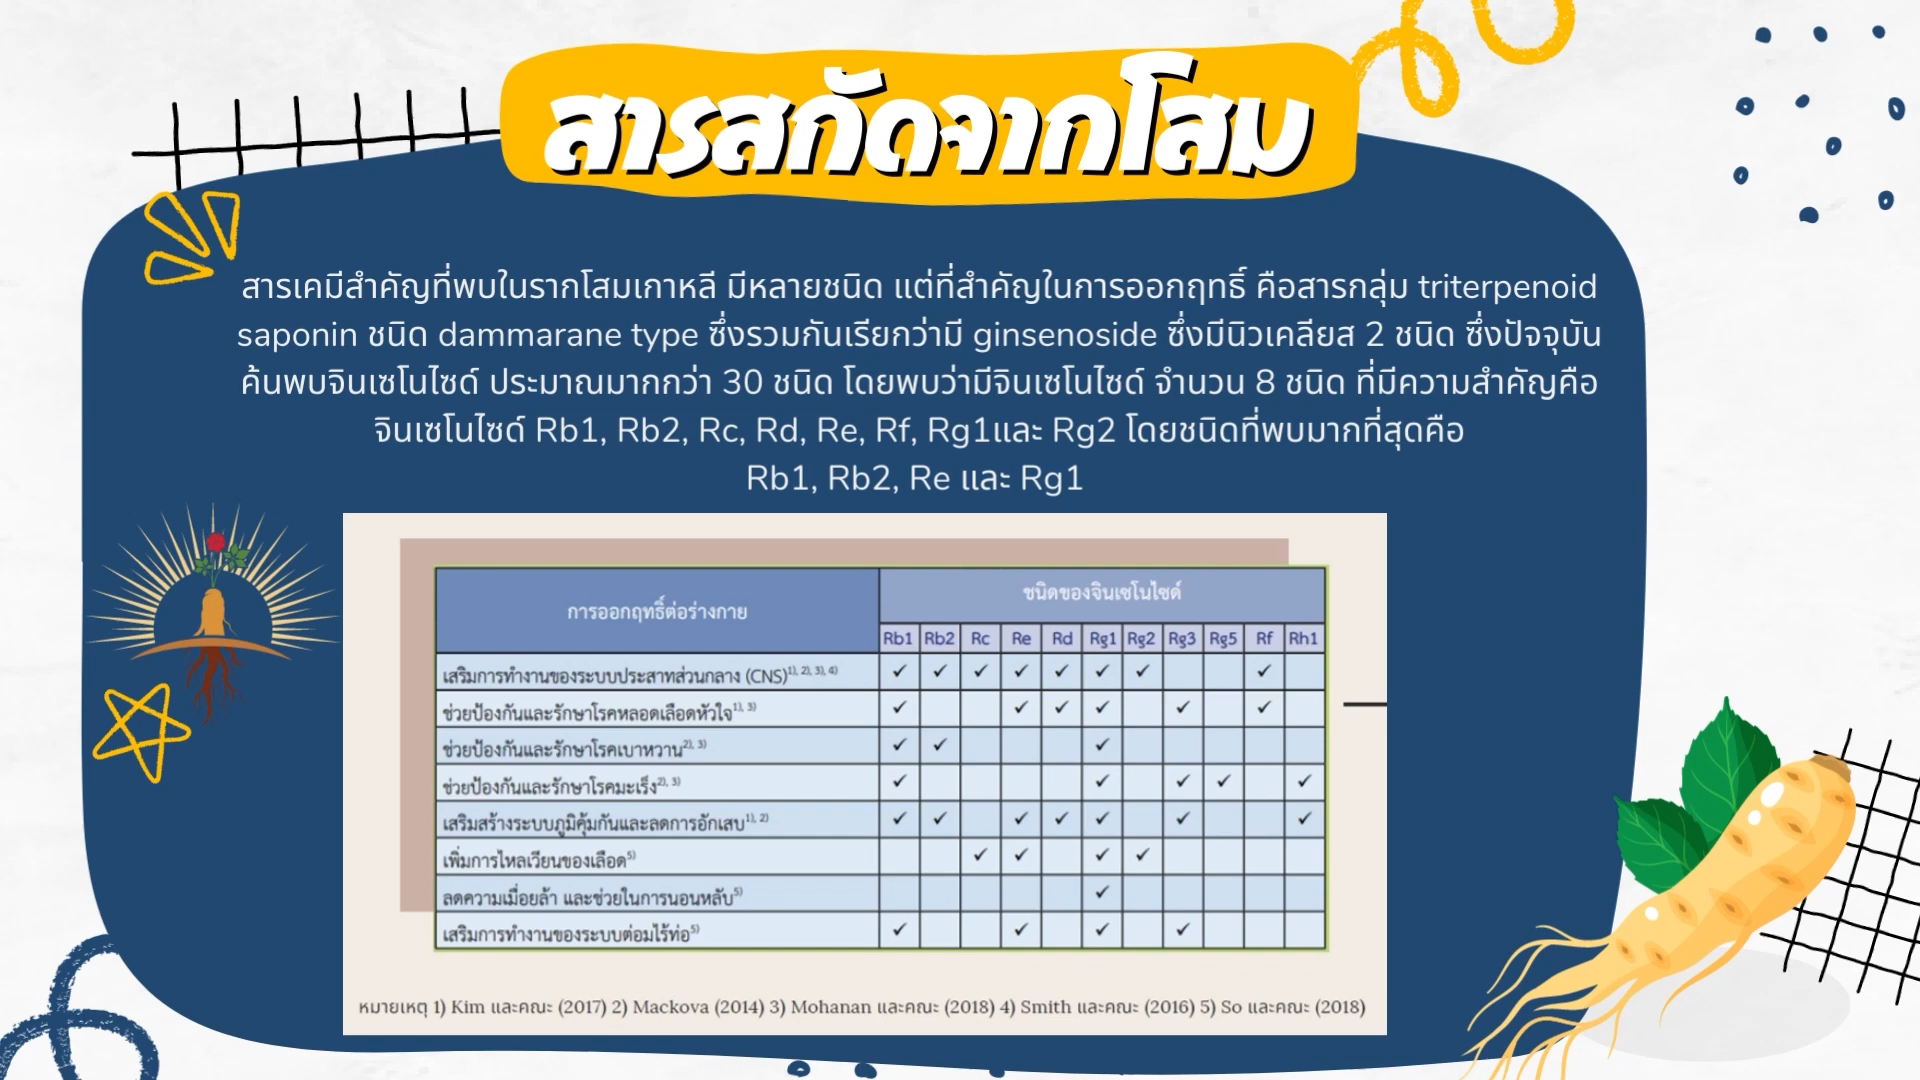 สารสกัดจากโสม
สารเคมีสำคัญที่พบในรากโสมเกาหลี มีหลายชนิด แต่ที่สำคัญในการออกฤทธิ์ คือสารกลุ่ม triterpenoid
saponin ชนิด dammarane type ซึ่งรวมกันเรียกว่ามี ginsenoside ซึ่งมีนิวเคลียส 2 ชนิด ซึ่งปัจจุบัน
ค้นพบจินเซโนไซด์ ประมาณมากกว่า 30 ชนิด โดยพบว่ามีจินเซโนไซด์ จำนวน 8 ชนิด ที่มีความสำคัญคือ
จินเซโนไซด์ Rb1, Rb2, Rc, Rd, Re, Rf, Rg1และ Rg2 โดยชนิดที่พบมากที่สุดคือ
Rb1, Rb2, Re และ Rg1
การออกฤทธิ์ต่อร่างกาย ชนิดของจินเซโนไซด์
Rb1 Rb2 Rc Re Rd Rg1 Rg2 Rg3 Rg5 Rf Rh1
เสริมการทำงานของระบบประสาทส่วนกลาง (CNS)1), 2), 3), 4) ✓ ✓ ✓ ✓ ✓ ✓ ✓ ✓
ช่วยป้องกันและรักษาโรคหลอดเลือดหัวใจ1), 3) ✓ ✓ ✓ ✓ ✓ ✓
ช่วยป้องกันและรักษาโรคเบาหวาน2), 3) ✓ ✓ ✓
ช่วยป้องกันและรักษาโรคมะเร็ง2), 3) ✓ ✓ ✓ ✓ ✓
เสริมสร้างระบบภูมิคุ้มกันและลดการอักเสบ1), 2) ✓ ✓ ✓ ✓ ✓ ✓ ✓
เพิ่มการไหลเวียนของเลือด5) ✓ ✓ ✓ ✓
ลดความเมื่อยล้า และช่วยในการนอนหลับ5) ✓
เสริมการทำงานของระบบต่อมไร้ท่อ5) ✓ ✓ ✓ ✓
หมายเหตุ 1) Kim และคณะ (2017) 2) Mackova (2014) 3) Mohanan และคณะ (2018) 4) Smith และคณะ (2016) 5) So และคณะ (2018)